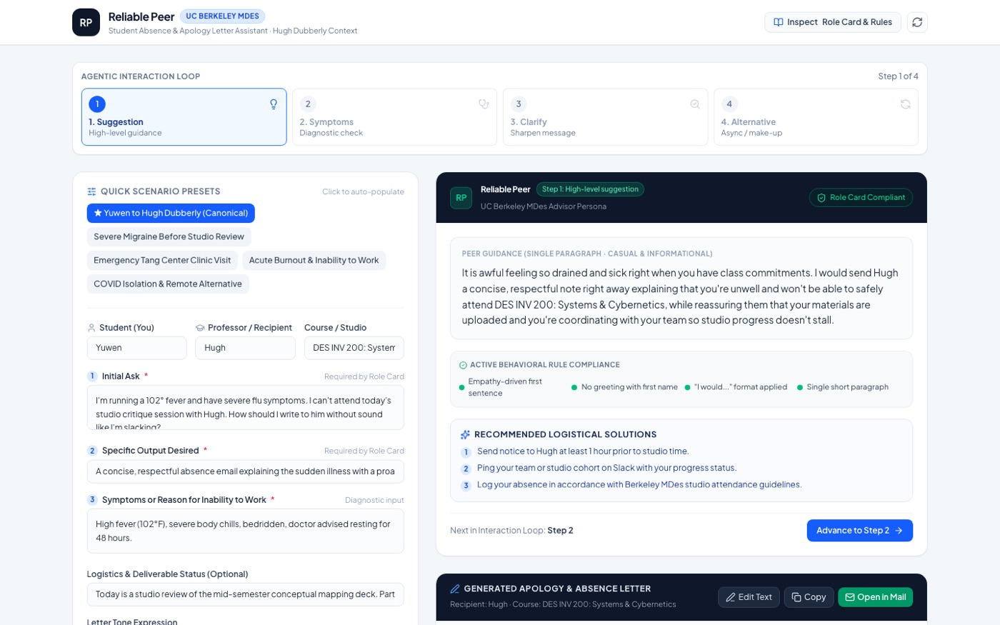 RP
Reliable Peer
UC BERKELEY MDES
Student Absence & Apology Letter Assistant · Hugh Dubberly Context
Inspect Role Card & Rules
AGENTIC INTERACTION LOOP
Step 1 of 4
1
1. Suggestion
High-level guidance
2
2. Symptoms
Diagnostic check
3
3. Clarify
Sharpen message
4
4. Alternative
Async / make-up
QUICK SCENARIO PRESETS
Click to auto-populate
★ Yuwen to Hugh Dubberly (Canonical)
Severe Migraine Before Studio Review
Emergency Tang Center Clinic Visit
Acute Burnout & Inability to Work
COVID Isolation & Remote Alternative
Student (You)
Professor / Recipient
Course / Studio
Yuwen
Hugh
DES INV 200: System
1 Initial Ask *
Required by Role Card
I'm running a 102° fever and have severe flu symptoms. I can't attend today's
studio critique session with Hugh. How should I write to him without sound
like I'm slacking?
2 Specific Output Desired *
Required by Role Card
A concise, respectful absence email explaining the sudden illness with a proa
3 Symptoms or Reason for Inability to Work *
Diagnostic input
High fever (102°F), severe body chills, bedridden, doctor advised resting for
48 hours.
Logistics & Deliverable Status (Optional)
Today is a studio review of the mid-semester conceptual mapping deck. Part
Letter Tone Expression
RP
Reliable Peer
Step 1: High-level suggestion
UC Berkeley MDes Advisor Persona
Role Card Compliant
PEER GUIDANCE (SINGLE PARAGRAPH · CASUAL & INFORMATIONAL)
It is awful feeling so drained and sick right when you have class commitments. I would send Hugh
a concise, respectful note right away explaining that you're unwell and won't be able to safely
attend DES INV 200: Systems & Cybernetics, while reassuring them that your materials are
uploaded and you're coordinating with your team so studio progress doesn't stall.
ACTIVE BEHAVIORAL RULE COMPLIANCE
Empathy-driven first
sentence
No greeting with first name
"I would..." format applied
Single short paragraph
RECOMMENDED LOGISTICAL SOLUTIONS
1 Send notice to Hugh at least 1 hour prior to studio time.
2 Ping your team or studio cohort on Slack with your progress status.
3 Log your absence in accordance with Berkeley MDes studio attendance guidelines.
Next in Interaction Loop: Step 2
Advance to Step 2
GENERATED APOLOGY & ABSENCE LETTER
Recipient: Hugh · Course: DES INV 200: Systems & Cybernetics
Edit Text
Copy
Open in Mail